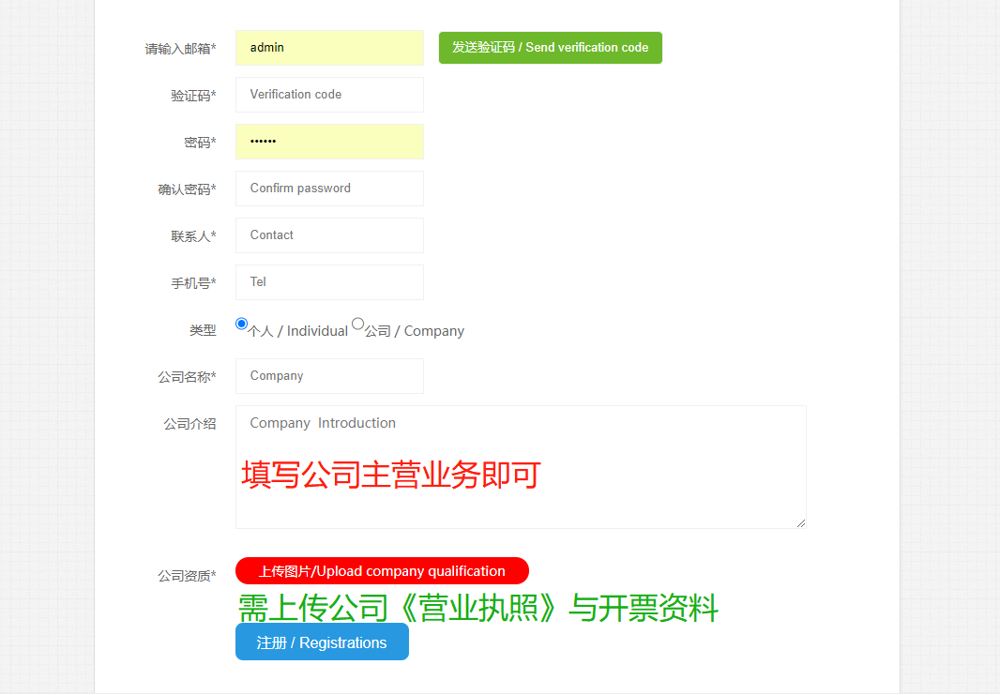 请输入邮箱* admin 发送验证码 / Send verification code
验证码* Verification code
密码* ••••••
确认密码* Confirm password
联系人* Contact
手机号* Tel
类型 个人 / Individual 公司 / Company
公司名称* Company
公司介绍 Company Introduction
填写公司主营业务即可
公司资质* 上传图片/Upload company qualification
需上传公司《营业执照》与开票资料
注册 / Registrations